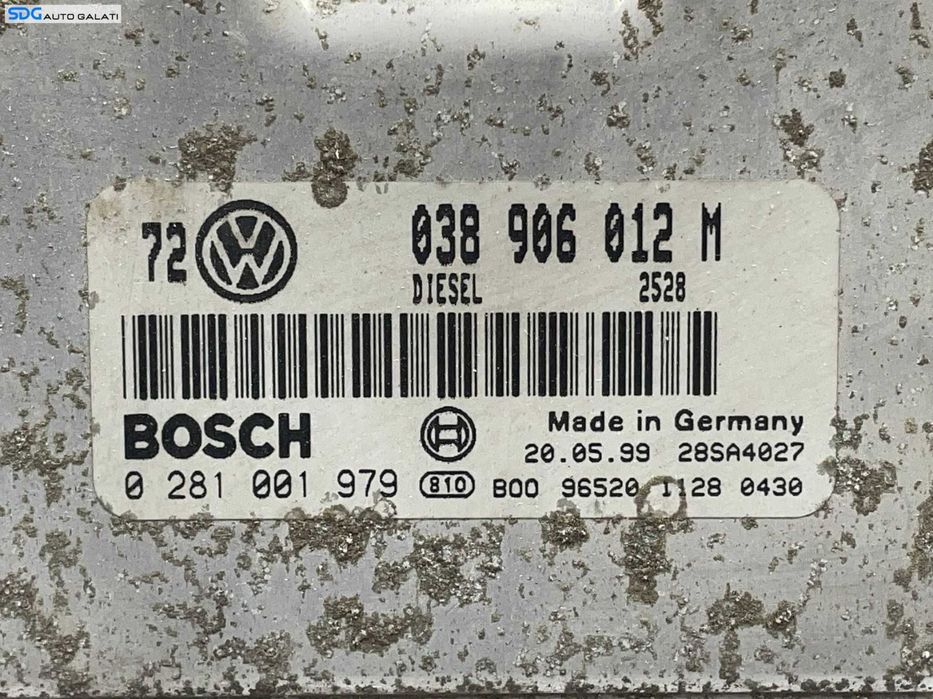 SDG AUTO GALATI
72 VW 038 906 012 M
DIESEL 2528
BOSCH
Made in Germany
20.05.99 28SA4027
0 281 001 979 810 B00 96520 1128 0430